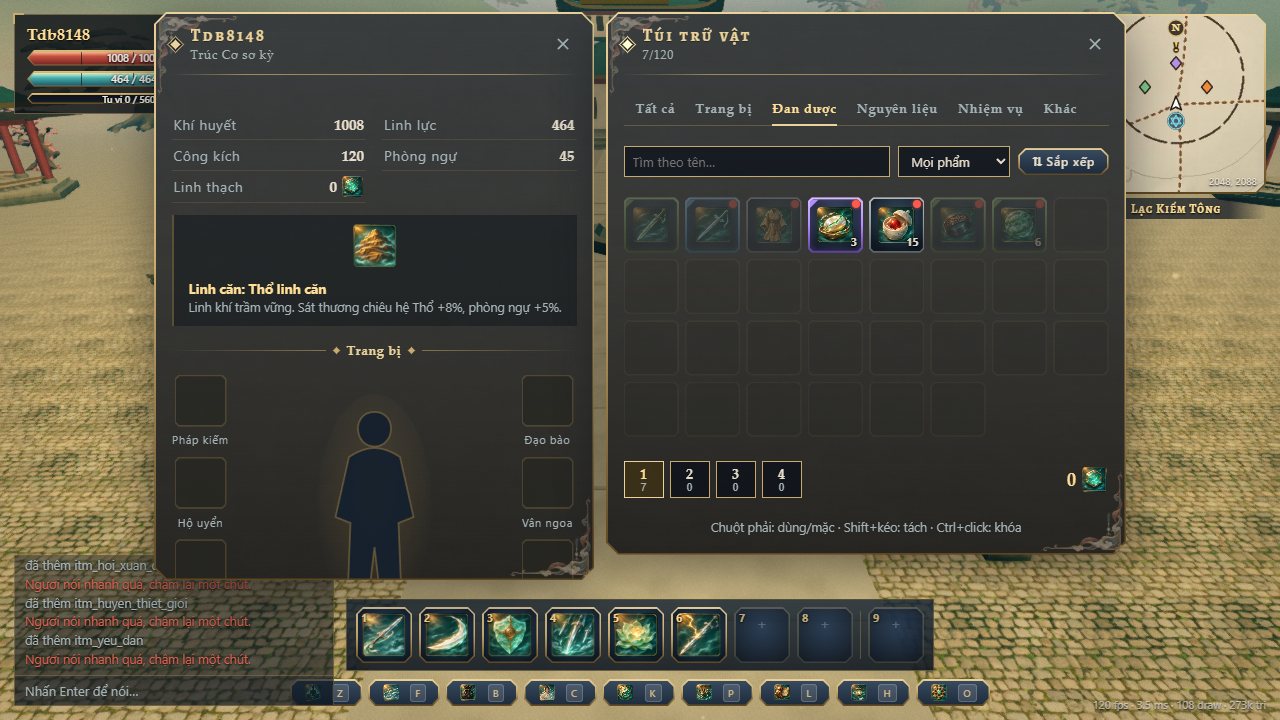 Tdb8148
1008 / 100
464 / 464
Tu vi 0 / 560
Tdb8148
Trúc Cơ sơ kỳ
Khí huyết 1008
Linh lực 464
Công kích 120
Phòng ngự 45
Linh thạch 0
Linh căn: Thổ linh căn
Linh khí trầm vững. Sát thương chiêu hệ Thổ +8%, phòng ngự +5%.
Trang bị
Pháp kiếm
Đạo bào
Hộ uyển
Vân ngoa
Túi trữ vật
7/120
Tất cả Trang bị Đan dược Nguyên liệu Nhiệm vụ Khác
Tìm theo tên...
Mọi phẩm
⇅ Sắp xếp
3 15 6
1 2 3 4
7 0 0 0
0
Chuột phải: dùng/mặc · Shift+kéo: tách · Ctrl+click: khóa
N
2048, 2088
Lạc Kiếm Tông
đã thêm itm_hoi_xuan_
Ngươi nói nhanh quá, chậm lại một chút.
đã thêm itm_huyen_thiet_gioi
Ngươi nói nhanh quá, chậm lại một chút.
đã thêm itm_yeu_dan
Ngươi nói nhanh quá, chậm lại một chút.
Nhấn Enter để nói...
1 2 3 4 5 6 7 8 9
Z F B C K P L H O
120 fps · 3.5 ms · 108 draw · 273k tri